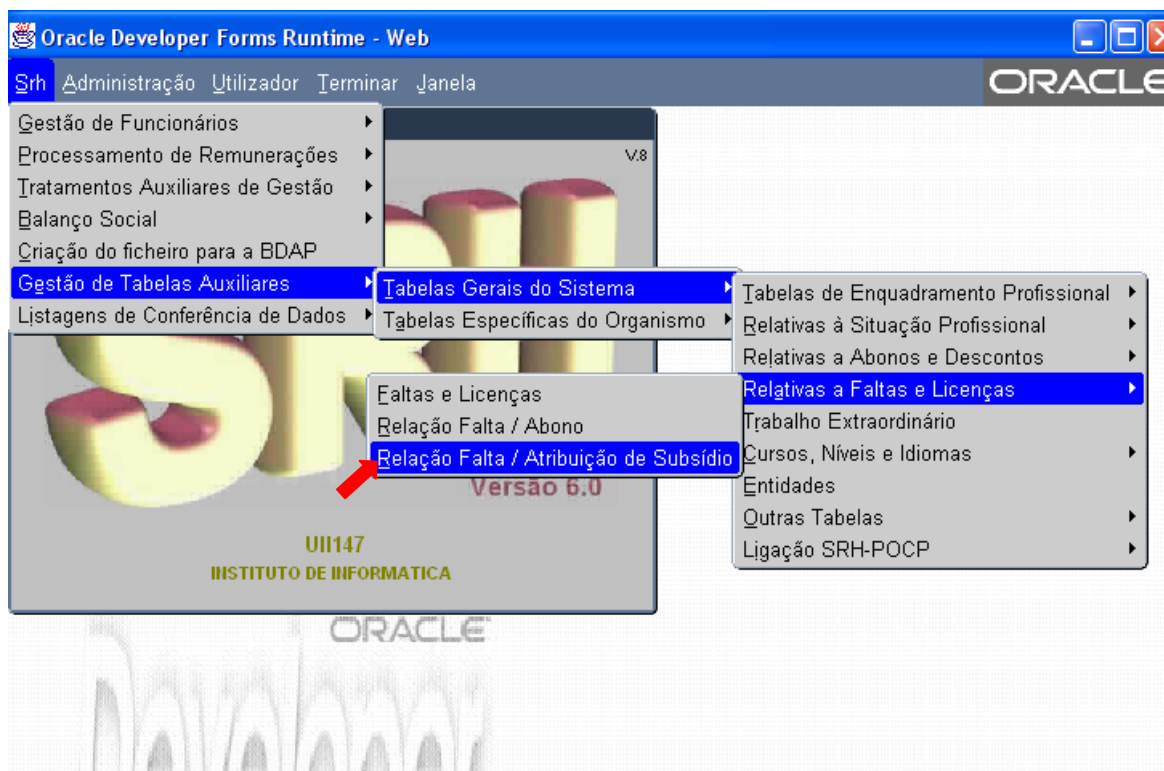 Oracle Developer Forms Runtime - Web
Srh Administração Utilizador Terminar Janela
ORACLE
Gestão de Funcionários
Processamento de Remunerações
Tratamentos Auxiliares de Gestão
Balanço Social
Criação do ficheiro para a BDAP
Gestão de Tabelas Auxiliares
Listagens de Conferência de Dados
V.8
Tabelas Gerais do Sistema
Tabelas Específicas do Organismo
Tabelas de Enquadramento Profissional
Relativas à Situação Profissional
Relativas a Abonos e Descontos
Relativas a Faltas e Licenças
Trabalho Extraordinário
Cursos, Níveis e Idiomas
Entidades
Outras Tabelas
Ligação SRH-POCP
Faltas e Licenças
Relação Falta / Abono
Relação Falta / Atribuição de Subsídio
SRH
Versão 6.0
UII147
INSTITUTO DE INFORMATICA
ORACLE